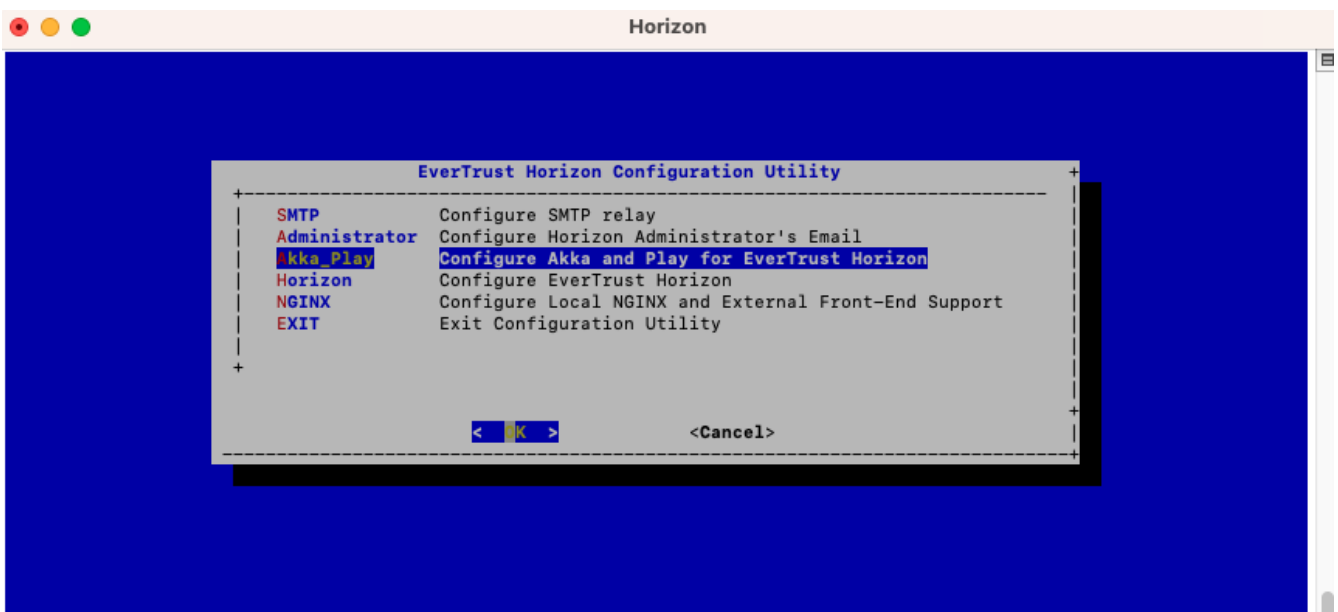 Horizon
EverTrust Horizon Configuration Utility
SMTP Configure SMTP relay
Administrator Configure Horizon Administrator's Email
Akka_Play Configure Akka and Play for EverTrust Horizon
Horizon Configure EverTrust Horizon
NGINX Configure Local NGINX and External Front-End Support
EXIT Exit Configuration Utility
< OK > <Cancel>